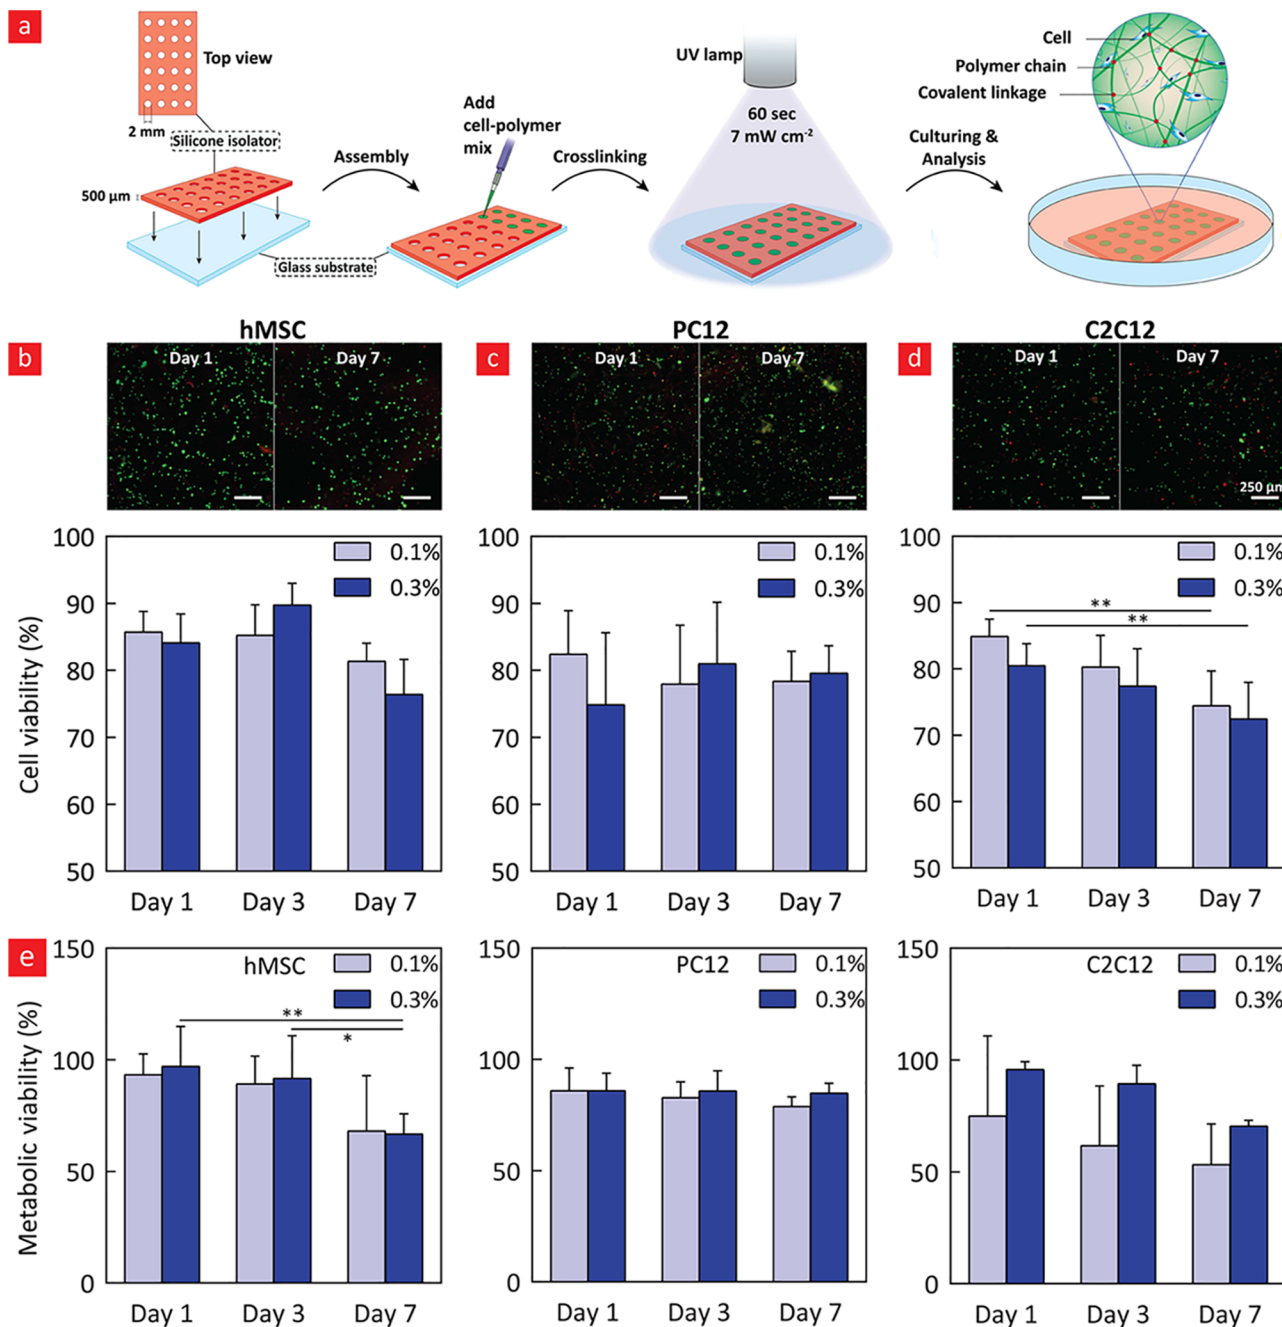 a
Top view
2 mm
Silicone isolator
500 µm
Glass substrate
Assembly
Add
cell-polymer
mix
Crosslinking
UV lamp
60 sec
7 mW cm⁻²
Culturing &
Analysis
Cell
Polymer chain
Covalent linkage
b
hMSC
Day 1
Day 7
c
PC12
Day 1
Day 7
d
C2C12
Day 1
Day 7
250 µm
Cell viability (%)
100
90
80
70
60
50
0.1%
0.3%
Day 1
Day 3
Day 7
100
90
80
70
60
50
0.1%
0.3%
Day 1
Day 3
Day 7
100
90
80
70
60
50
0.1%
0.3%
**
**
Day 1
Day 3
Day 7
e
Metabolic viability (%)
150
100
50
0
hMSC
0.1%
0.3%
**
*
Day 1
Day 3
Day 7
150
100
50
0
PC12
0.1%
0.3%
Day 1
Day 3
Day 7
150
100
50
0
C2C12
0.1%
0.3%
Day 1
Day 3
Day 7